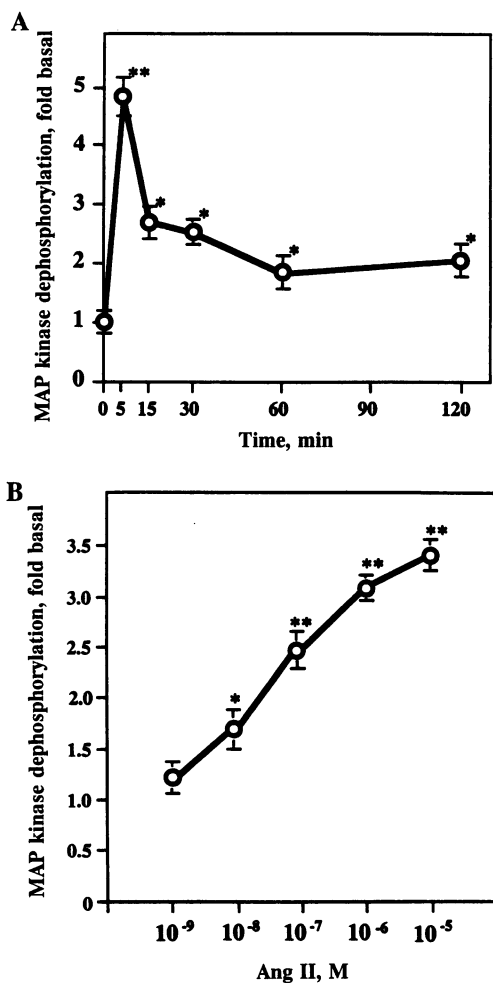 A
MAP kinase dephosphorylation, fold basal
5
4
3
2
1
0
**
*
*
*
*
0 5 15 30 60 90 120
Time, min
B
MAP kinase dephosphorylation, fold basal
3.5
3.0
2.5
2.0
1.5
1.0
0.5
0
*
**
**
**
10⁻⁹ 10⁻⁸ 10⁻⁷ 10⁻⁶ 10⁻⁵
Ang II, M